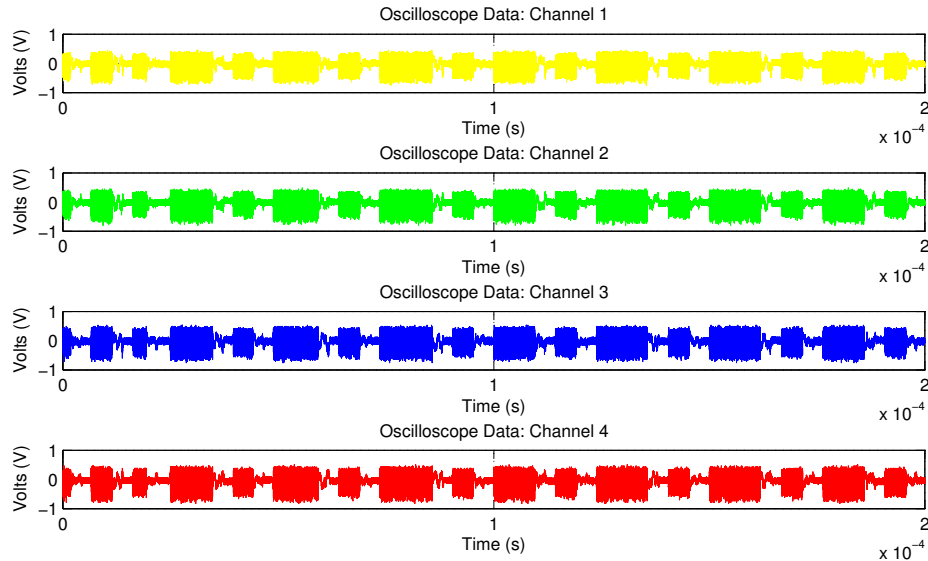 Oscilloscope Data: Channel 1
1
0
−1
Volts (V)
0 1 2
Time (s)
x 10⁻⁴
Oscilloscope Data: Channel 2
1
0
−1
Volts (V)
0 1 2
Time (s)
x 10⁻⁴
Oscilloscope Data: Channel 3
1
0
−1
Volts (V)
0 1 2
Time (s)
x 10⁻⁴
Oscilloscope Data: Channel 4
1
0
−1
Volts (V)
0 1 2
Time (s)
x 10⁻⁴